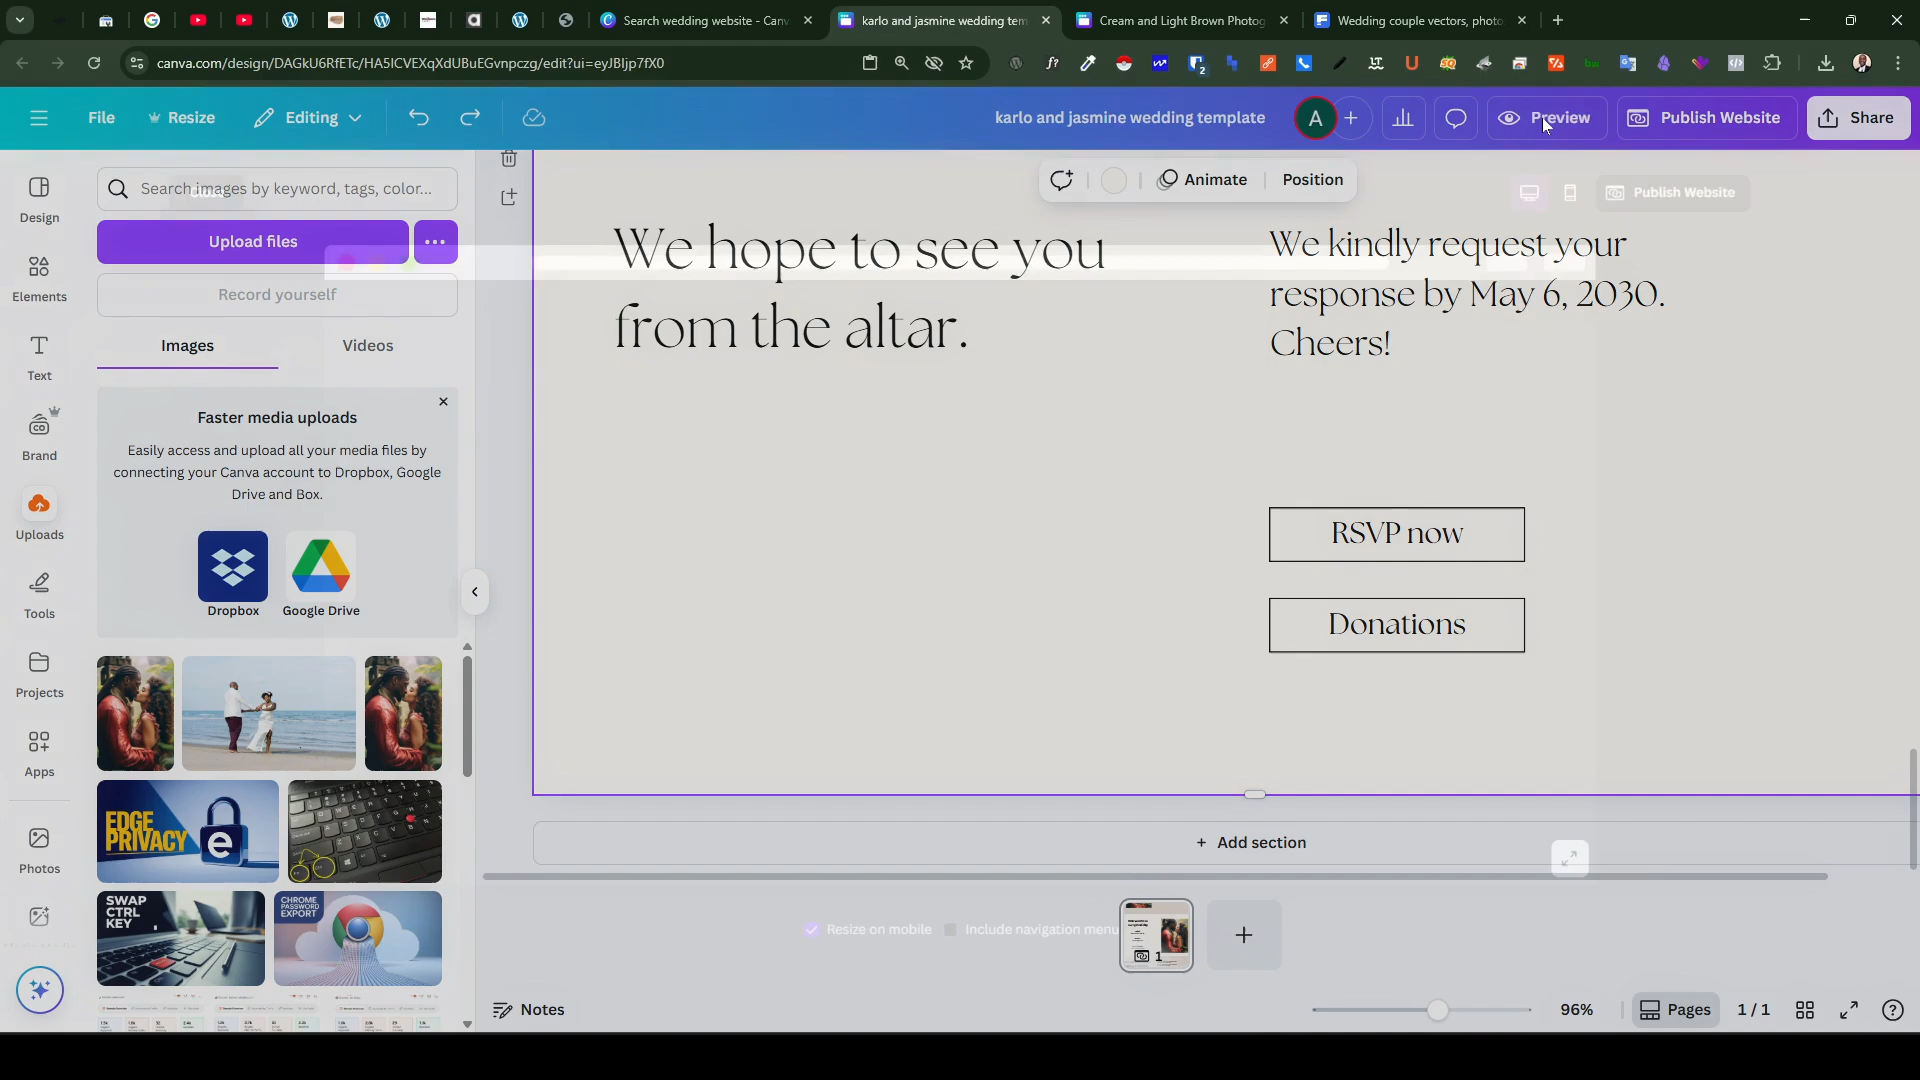 Search wedding website - Canv
karlo and jasmine wedding tem
Cream and Light Brown Photog
Wedding couple vectors, photo
canva.com/design/DAGkU6RfETc/HA5ICVEXqXdUBuEGvnpczg/edit?ui=eyJBIjp7fX0
File
Resize
Editing
karlo and jasmine wedding template
A
Preview
Publish Website
Share
Design
Elements
Text
Brand
Uploads
Tools
Projects
Apps
Photos
Search images by keyword, tags, color...
Upload files
Record yourself
Images
Videos
Faster media uploads
Easily access and upload all your media files by
connecting your Canva account to Dropbox, Google
Drive and Box.
Dropbox
Google Drive
EDGE
PRIVACY
SWAP
CTRL
KEY
CHROME
PASSWORD
EXPORT
Animate
Position
Publish Website
We hope to see you
from the altar.
We kindly request your
response by May 6, 2030.
Cheers!
RSVP now
Donations
+ Add section
Resize on mobile
Include navigation menu
1
Notes
96%
Pages
1 / 1